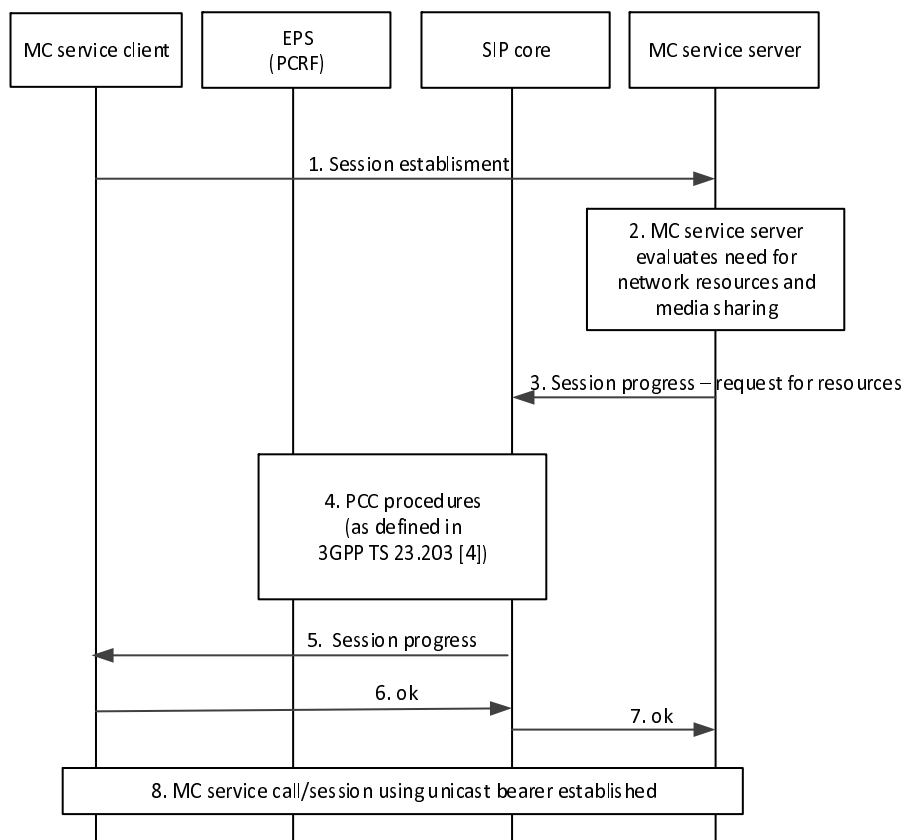 MC service client
EPS
(PCRF)
SIP core
MC service server
1. Session establisment
2. MC service server
evaluates need for
network resources and
media sharing
3. Session progress – request for resources
4. PCC procedures
(as defined in
3GPP TS 23.203 [4])
5. Session progress
6. ok
7. ok
8. MC service call/session using unicast bearer established